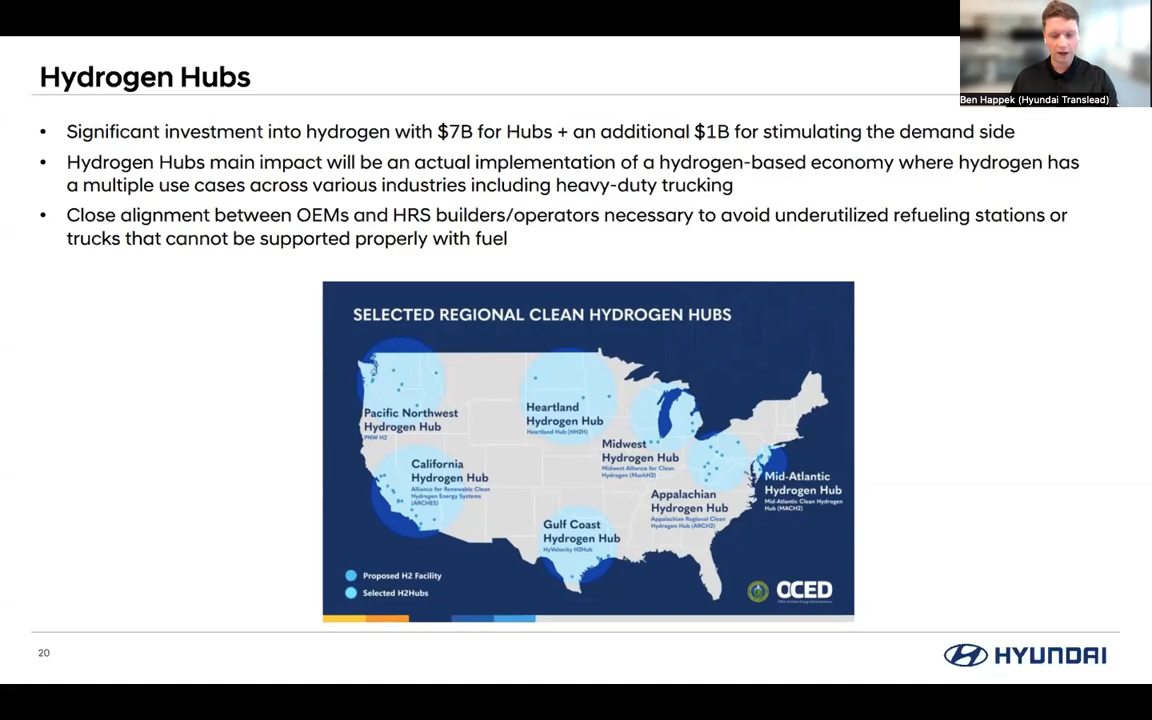 Ben Happek (Hyundai Translead)
Hydrogen Hubs
• Significant investment into hydrogen with $7B for Hubs + an additional $1B for stimulating the demand side
• Hydrogen Hubs main impact will be an actual implementation of a hydrogen-based economy where hydrogen has
a multiple use cases across various industries including heavy-duty trucking
• Close alignment between OEMs and HRS builders/operators necessary to avoid underutilized refueling stations or
trucks that cannot be supported properly with fuel
SELECTED REGIONAL CLEAN HYDROGEN HUBS
Pacific Northwest
Hydrogen Hub
PNW H2
Heartland
Hydrogen Hub
Heartland Hub (HH2H)
Midwest
Hydrogen Hub
Midwest Alliance for Clean
Hydrogen (MachH2)
California
Hydrogen Hub
Alliance for Renewable Clean
Hydrogen Energy Systems
(ARCHES)
Appalachian
Hydrogen Hub
Appalachian Regional Clean
Hydrogen Hub (ARCH2)
Mid-Atlantic
Hydrogen Hub
Mid-Atlantic Clean Hydrogen
Hub (MACH2)
Gulf Coast
Hydrogen Hub
HyVelocity H2Hub
Proposed H2 Facility
Selected H2Hubs
OCED
20
HYUNDAI